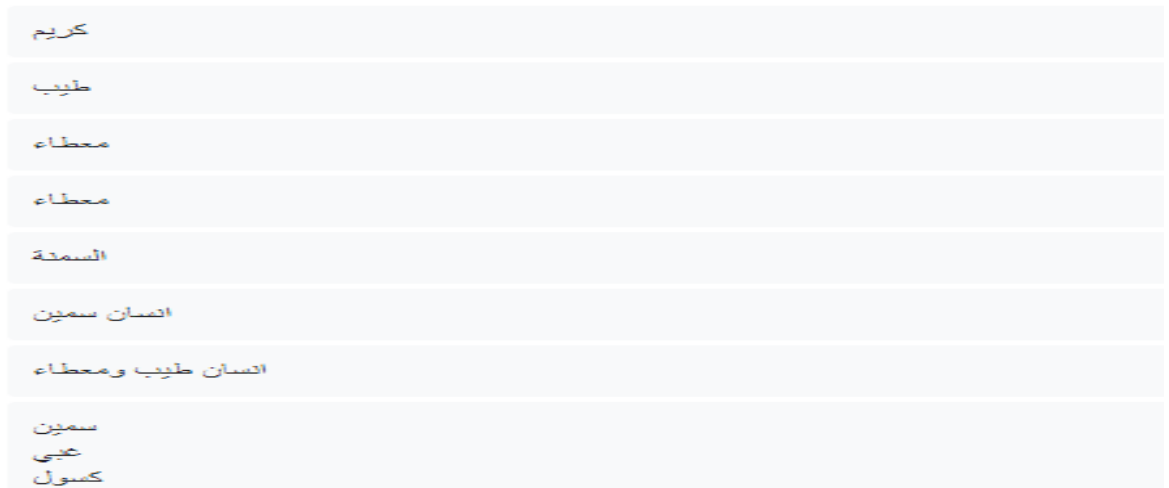 كريم
طيب
معطاء
معطاء
السمنة
انسان سمين
انسان طيب ومعطاء
سمين
غبي
كسول